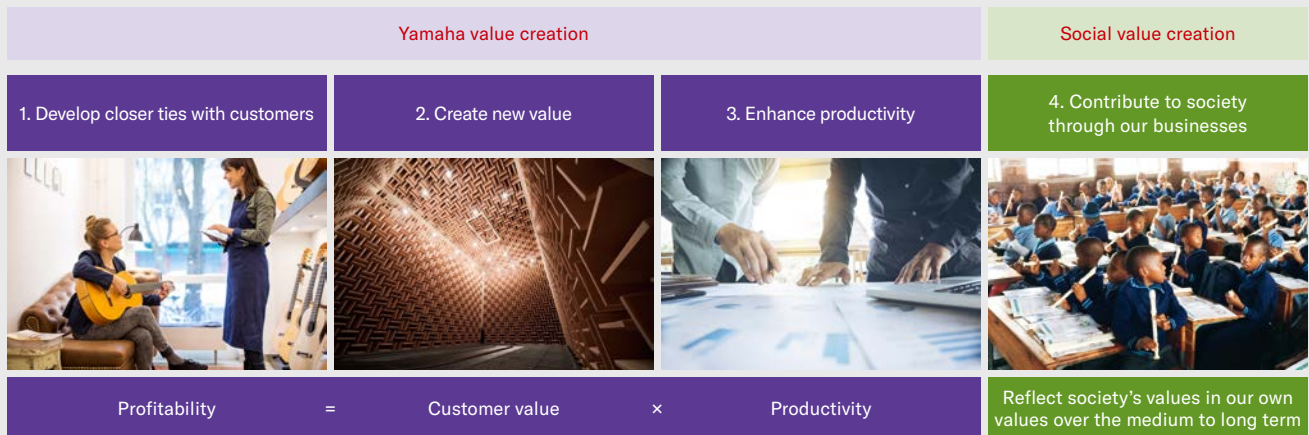 Yamaha value creation
Social value creation
1. Develop closer ties with customers
2. Create new value
3. Enhance productivity
4. Contribute to society
through our businesses
Profitability = Customer value × Productivity
Reflect society's values in our own
values over the medium to long term